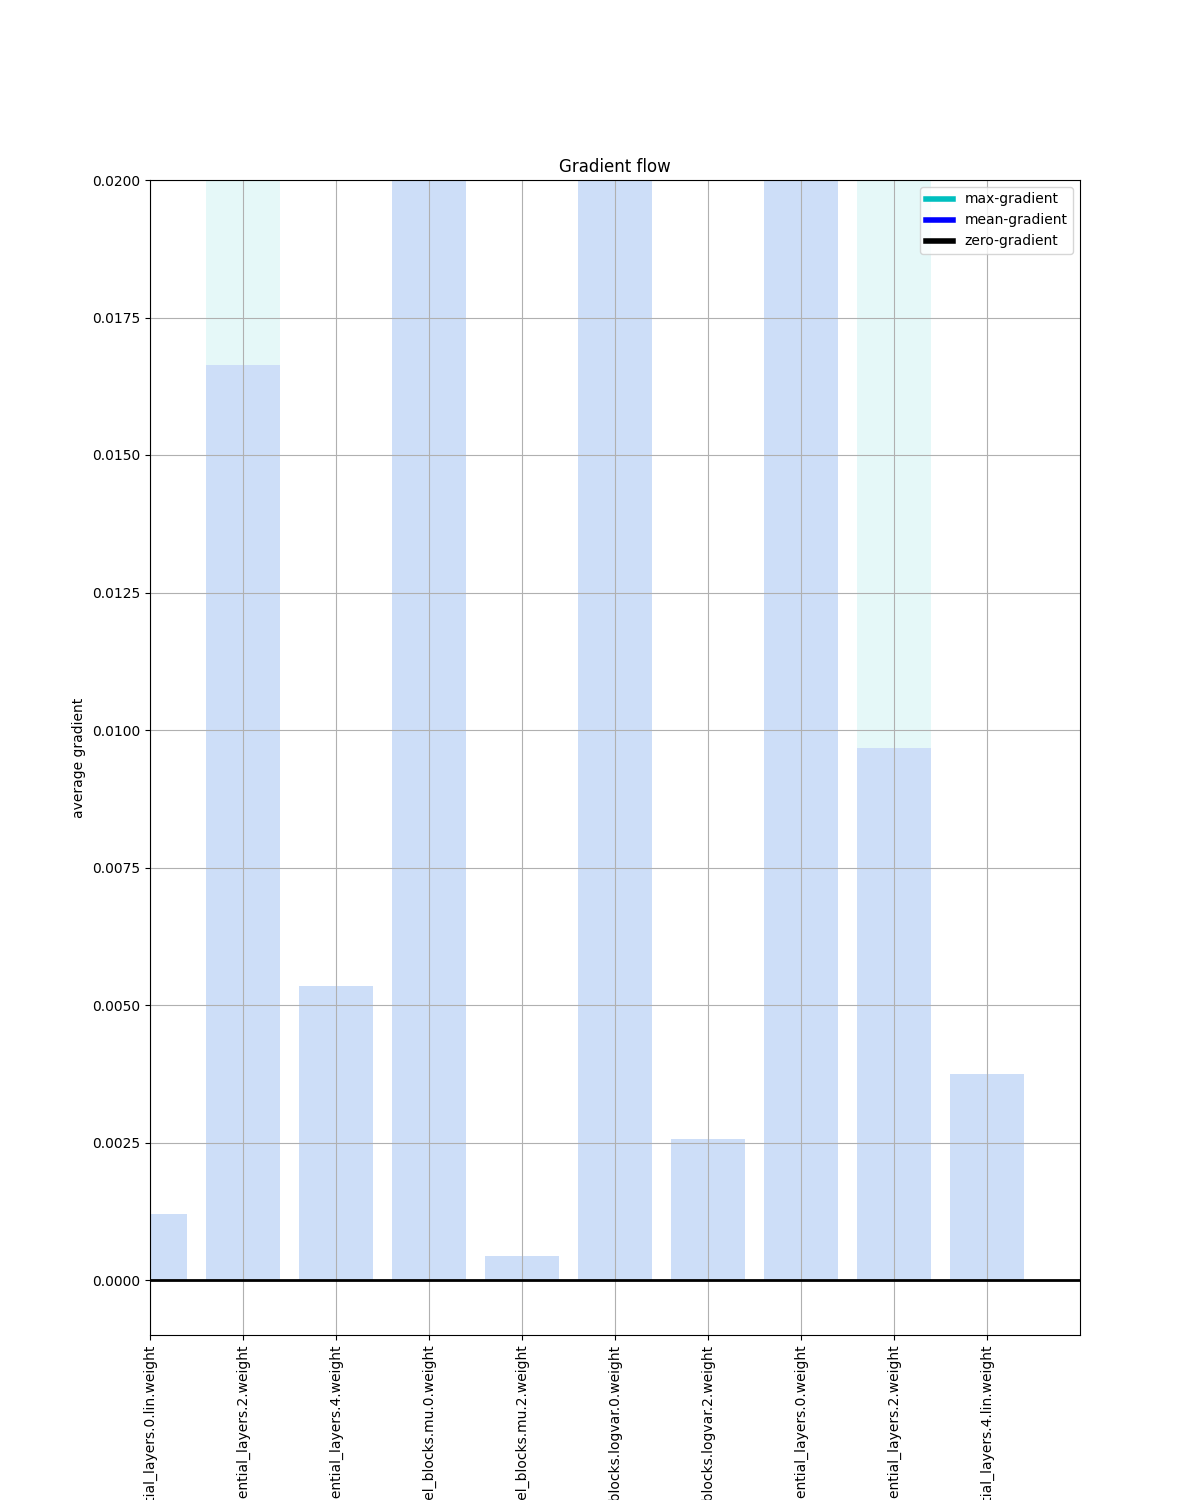 Gradient flow
max-gradient
mean-gradient
zero-gradient
0.0200
0.0175
0.0150
0.0125
0.0100
0.0075
0.0050
0.0025
0.0000
average gradient
tial_layers.0.lin.weight
ential_layers.2.weight
ential_layers.4.weight
el_blocks.mu.0.weight
el_blocks.mu.2.weight
blocks.logvar.0.weight
blocks.logvar.2.weight
ential_layers.0.weight
ential_layers.2.weight
tial_layers.4.lin.weight